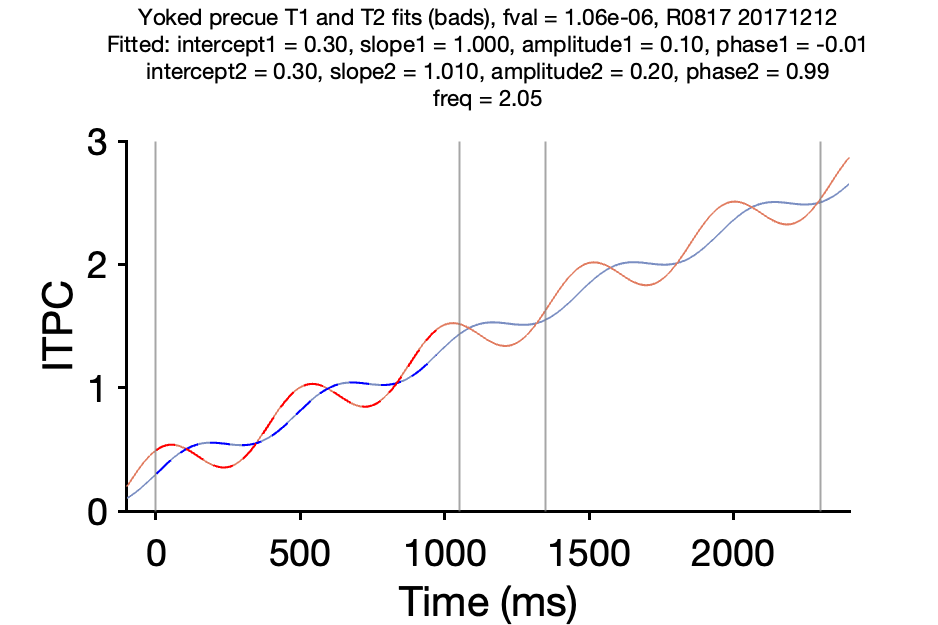 Yoked precue T1 and T2 fits (bads), fval = 1.06e-06, R0817 20171212
Fitted: intercept1 = 0.30, slope1 = 1.000, amplitude1 = 0.10, phase1 = -0.01
intercept2 = 0.30, slope2 = 1.010, amplitude2 = 0.20, phase2 = 0.99
freq = 2.05
3
2
1
0
ITPC
0 500 1000 1500 2000
Time (ms)